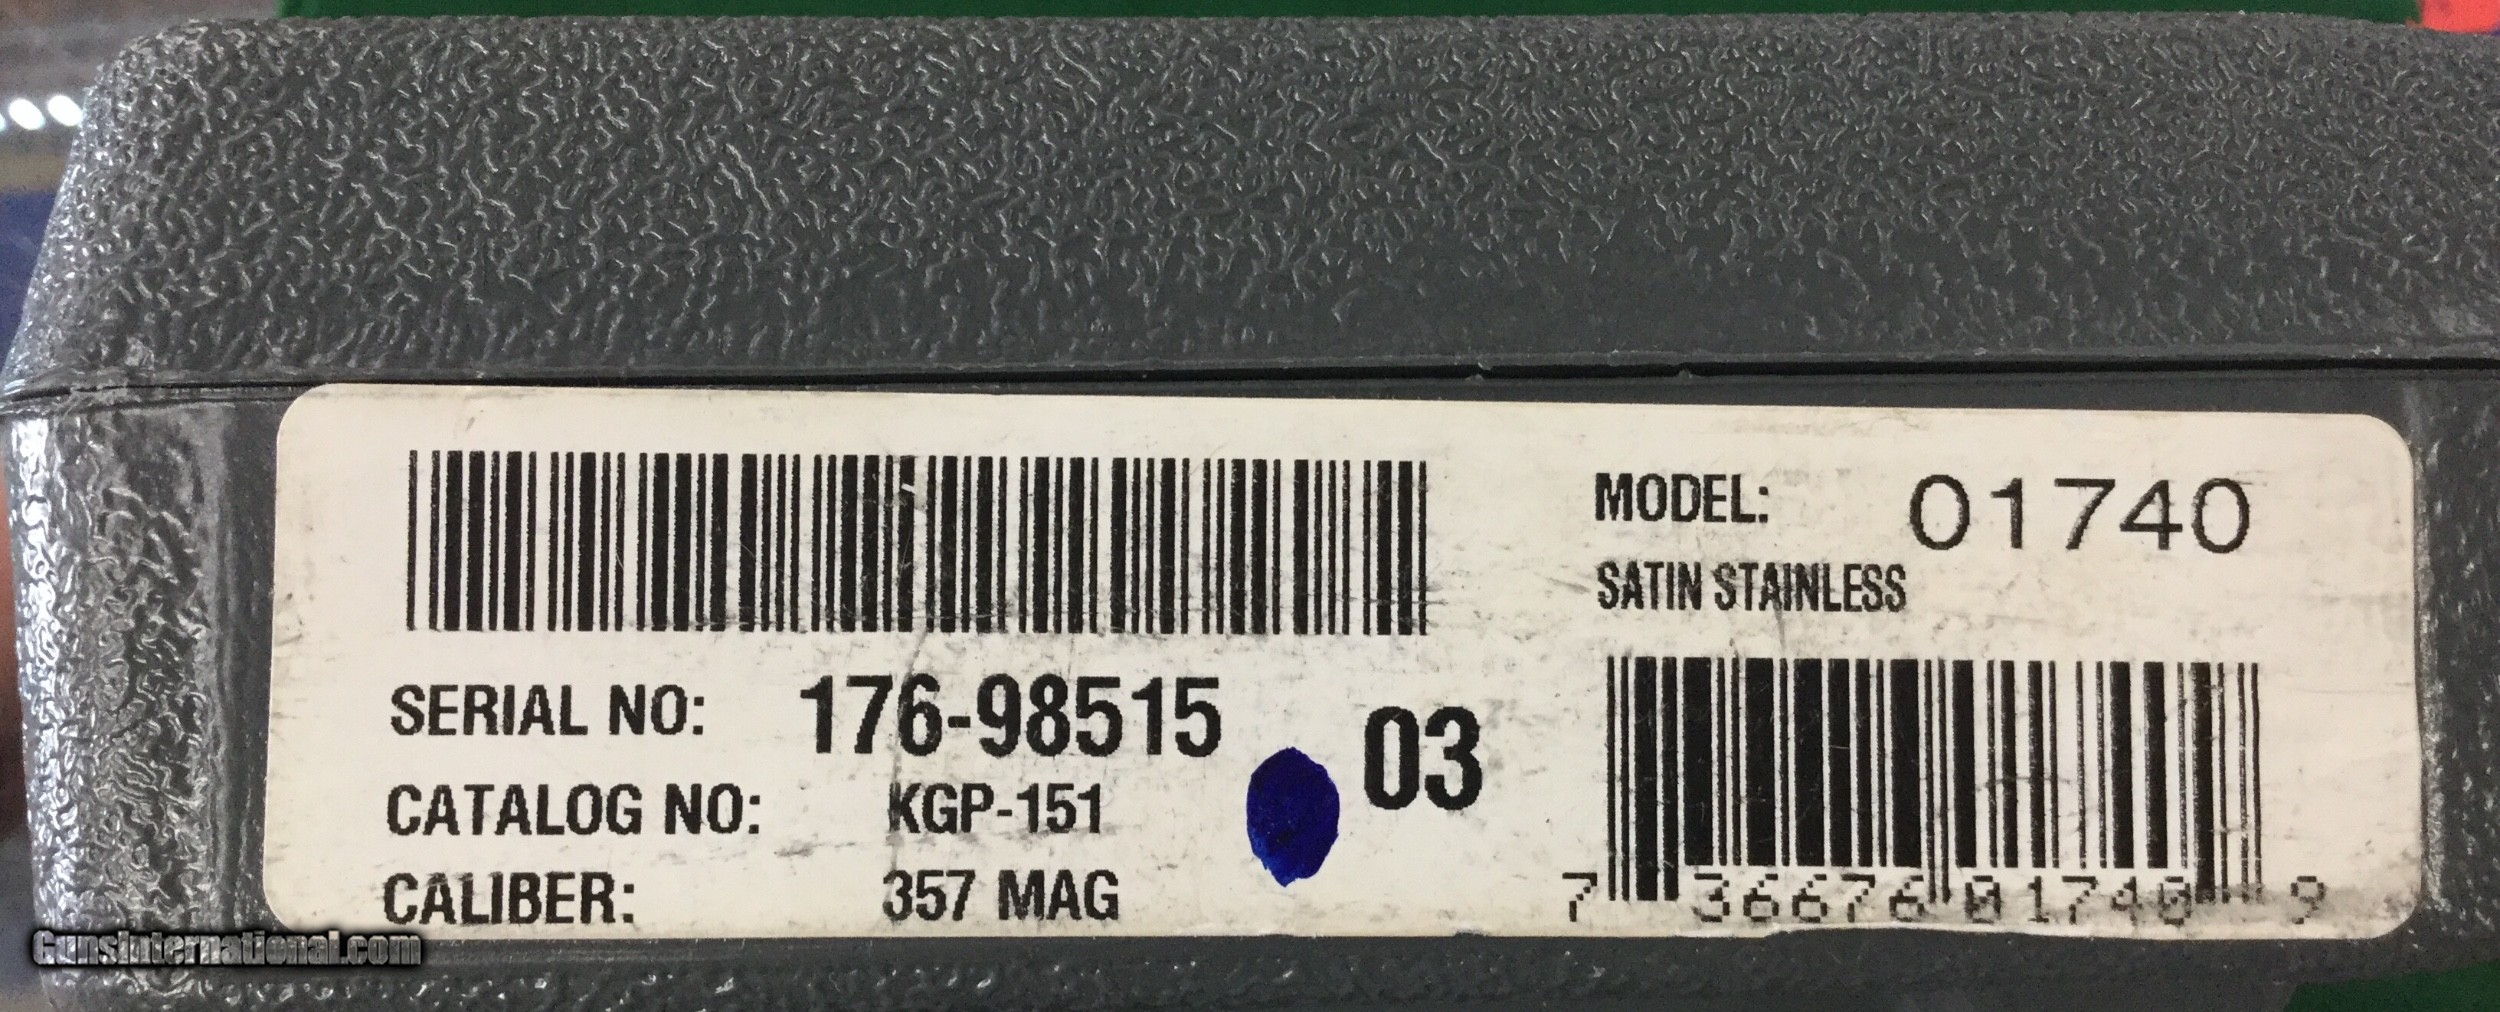 MODEL: 01740
SATIN STAINLESS
SERIAL NO: 176-98515
03
CATALOG NO: KGP-151
CALIBER: 357 MAG
7 36676 01740 9
GunsInternational.com